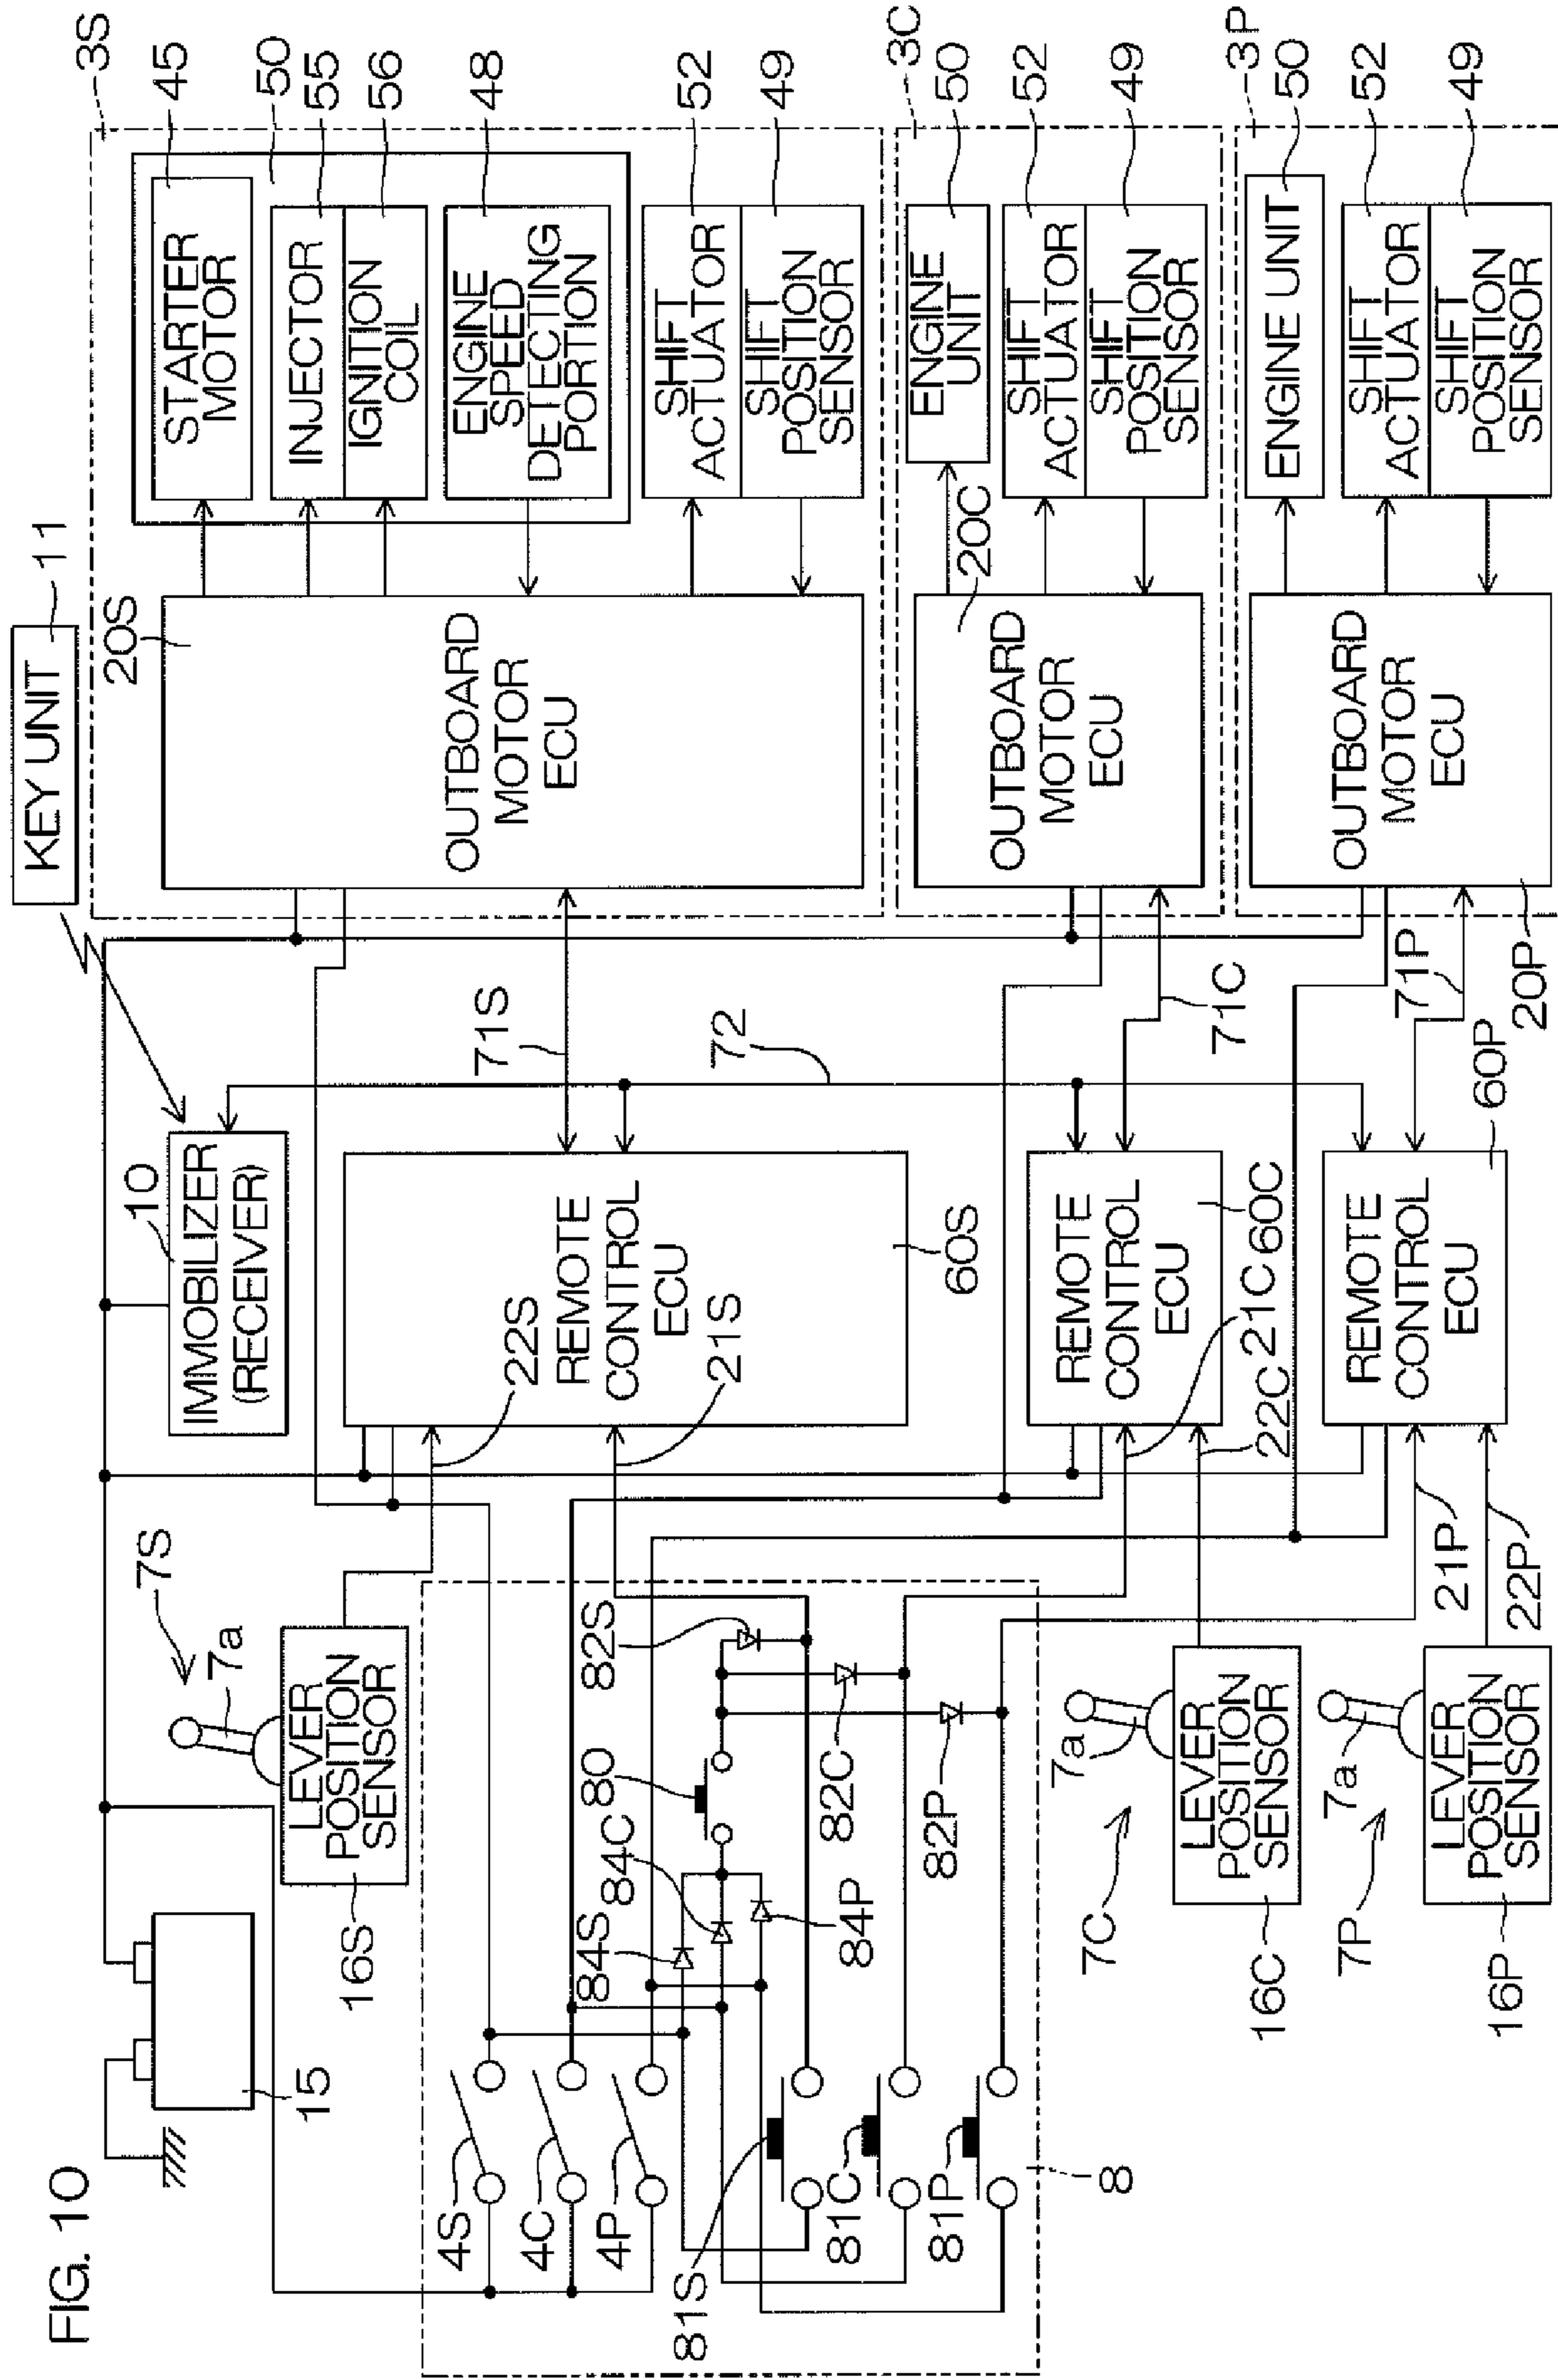 FIG. 10
15
KEY UNIT
11
10
IMMOBILIZER
(RECEIVER)
7S
7a
LEVER
POSITION
SENSOR
16S
22S
REMOTE
CONTROL
ECU
21S
60S
71S
72
20S
OUTBOARD
MOTOR
ECU
3S
STARTER
MOTOR
45
50
INJECTOR
55
IGNITION
COIL
56
ENGINE
SPEED
DETECTING
PORTION
48
SHIFT
ACTUATOR
52
SHIFT
POSITION
SENSOR
49
4S
4C
4P
84S
84C
84P
80
82S
82C
82P
81S
81C
81P
8
REMOTE
CONTROL
ECU
60C
21C
22C
71C
20C
OUTBOARD
MOTOR
ECU
3C
ENGINE
UNIT
50
SHIFT
ACTUATOR
52
SHIFT
POSITION
SENSOR
49
7C
7a
LEVER
POSITION
SENSOR
16C
7P
7a
LEVER
POSITION
SENSOR
16P
21P
22P
REMOTE
CONTROL
ECU
60P
71P
20P
OUTBOARD
MOTOR
ECU
3P
ENGINE UNIT
50
SHIFT
ACTUATOR
52
SHIFT
POSITION
SENSOR
49